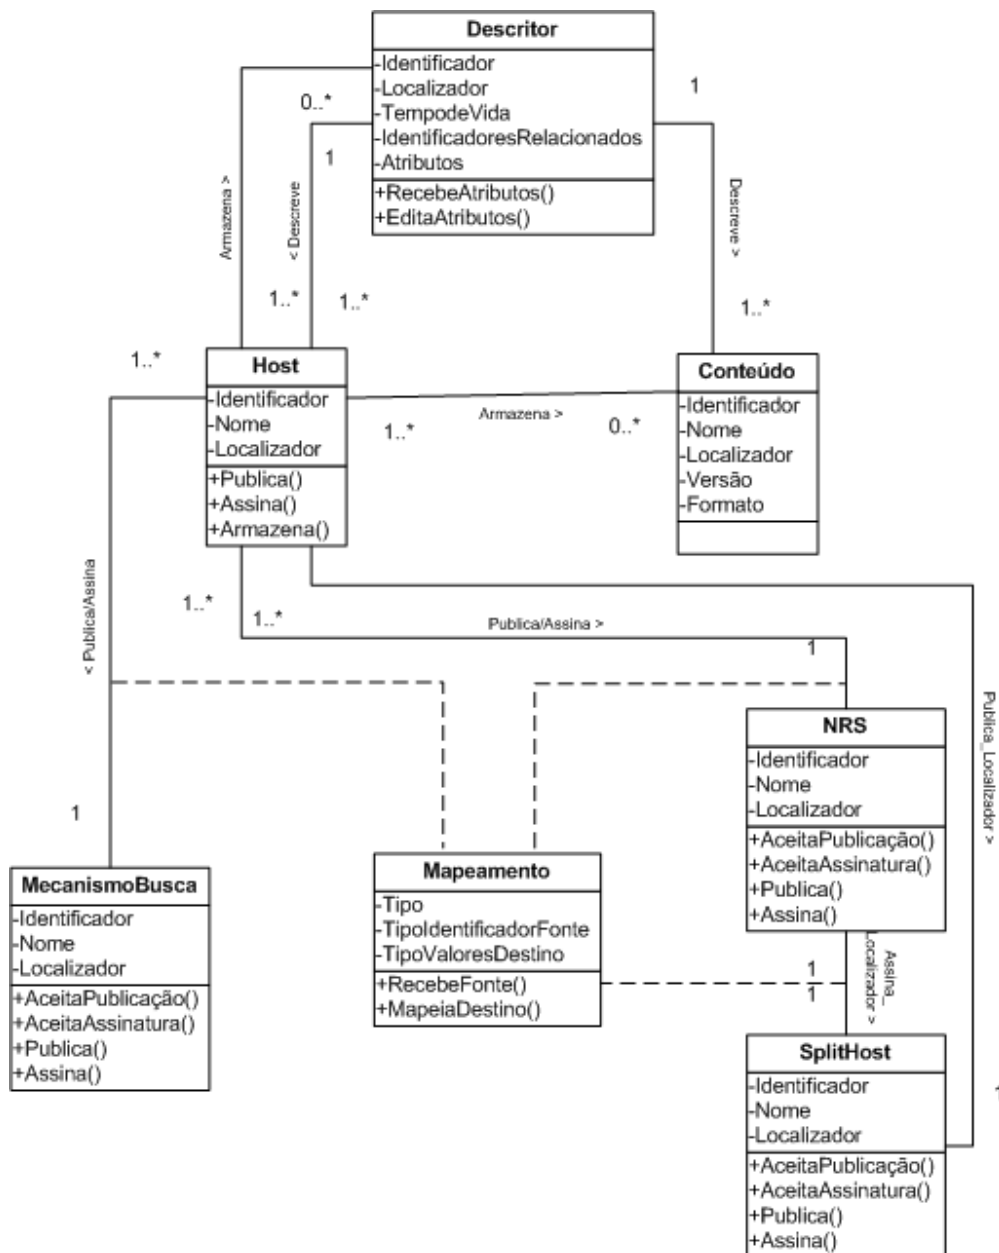 Descritor
-Identificador
-Localizador
-TempodeVida
-IdentificadoresRelacionados
-Atributos
+RecebeAtributos()
+EditaAtributos()
0..*
1
1
Armazena >
< Descreve
Descreve >
1..*
1..*
1..*
1..*
Host
-Identificador
-Nome
-Localizador
+Publica()
+Assina()
+Armazena()
Armazena >
1..*
0..*
Conteúdo
-Identificador
-Nome
-Localizador
-Versão
-Formato
< Publica/Assina
1..*
1..*
Publica/Assina >
1
Publica_Localizador >
NRS
-Identificador
-Nome
-Localizador
+AceitaPublicação()
+AceitaAssinatura()
+Publica()
+Assina()
1
MecanismoBusca
-Identificador
-Nome
-Localizador
+AceitaPublicação()
+AceitaAssinatura()
+Publica()
+Assina()
Mapeamento
-Tipo
-TipoIdentificadorFonte
-TipoValoresDestino
+RecebeFonte()
+MapeiaDestino()
Assina_
Localizador >
1
1
SplitHost
-Identificador
-Nome
-Localizador
+AceitaPublicação()
+AceitaAssinatura()
+Publica()
+Assina()
1